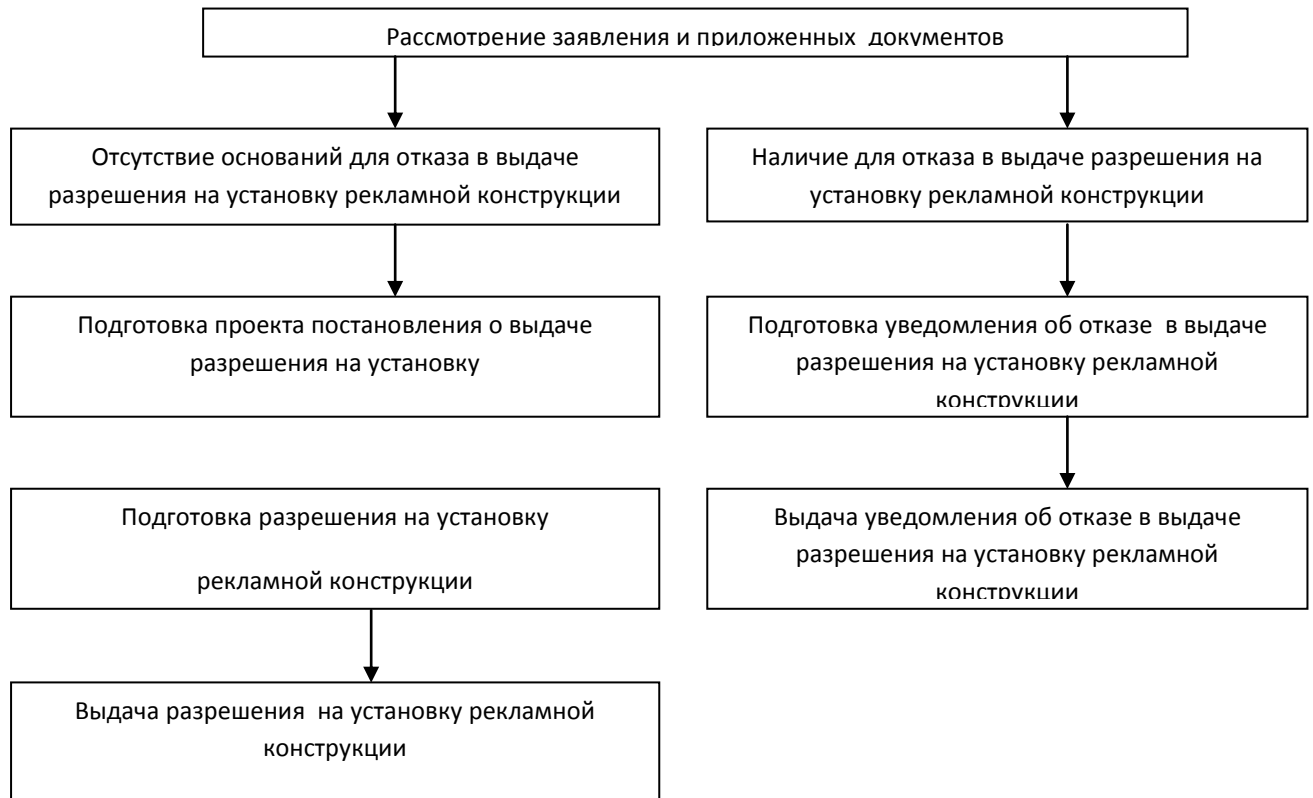 Рассмотрение заявления и приложенных документов
Отсутствие оснований для отказа в выдаче
разрешения на установку рекламной конструкции
Наличие для отказа в выдаче разрешения на
установку рекламной конструкции
Подготовка проекта постановления о выдаче
разрешения на установку
Подготовка уведомления об отказе в выдаче
разрешения на установку рекламной
конструкции
Подготовка разрешения на установку
рекламной конструкции
Выдача уведомления об отказе в выдаче
разрешения на установку рекламной
конструкции
Выдача разрешения на установку рекламной
конструкции